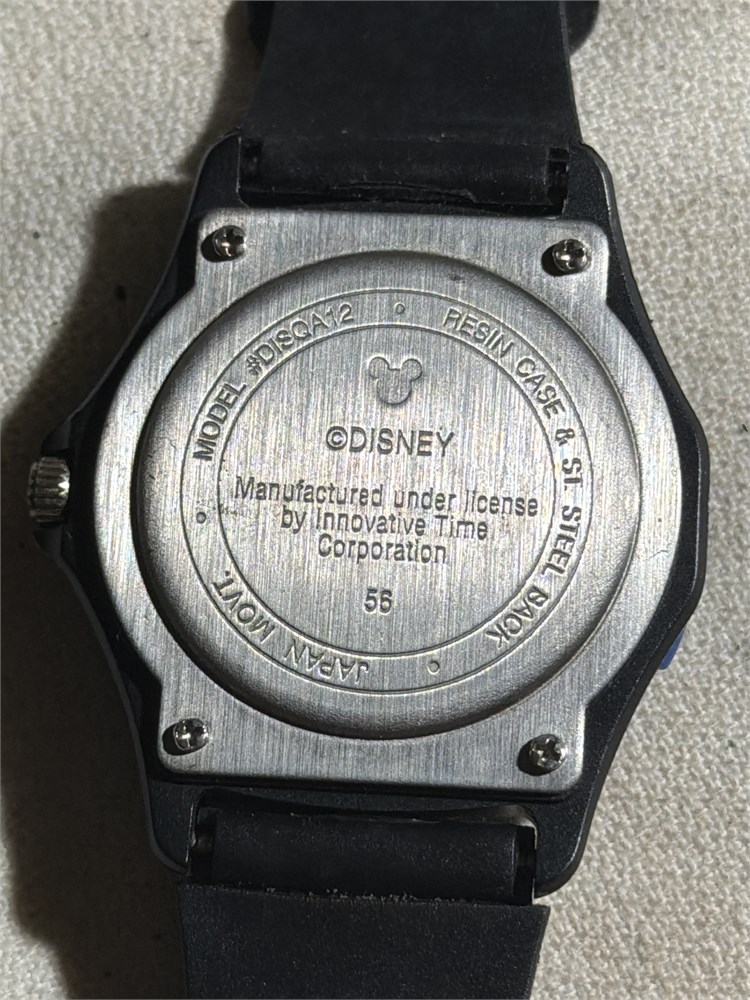 MODEL #DISQA12
RESIN CASE & ST. STEEL BACK
JAPAN MOVT.
©DISNEY
Manufactured under license
by Innovative Time
Corporation
56